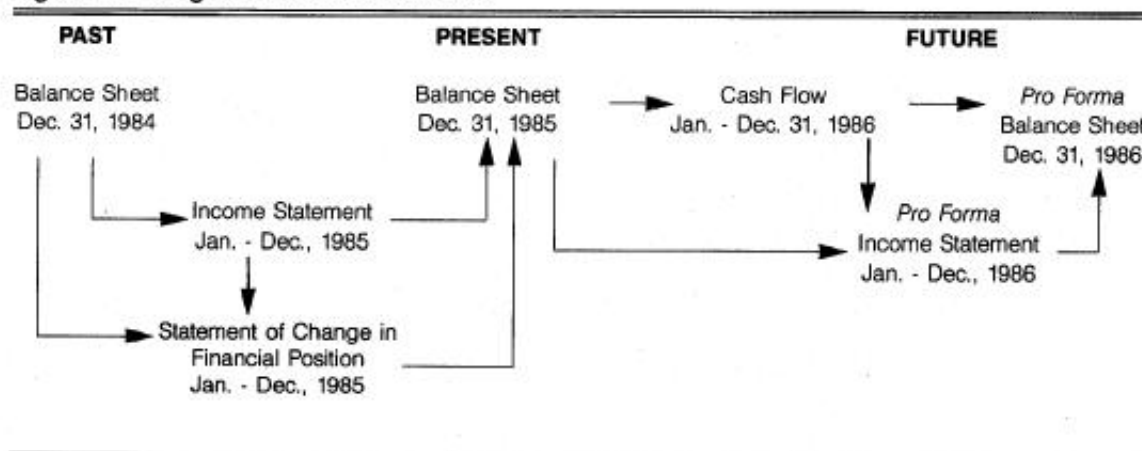 PAST
PRESENT
FUTURE
Balance Sheet
Dec. 31, 1984
Balance Sheet
Dec. 31, 1985
Cash Flow
Jan. - Dec. 31, 1986
Pro Forma
Balance Sheet
Dec. 31, 1986
Income Statement
Jan. - Dec., 1985
Pro Forma
Income Statement
Jan. - Dec., 1986
Statement of Change in
Financial Position
Jan. - Dec., 1985